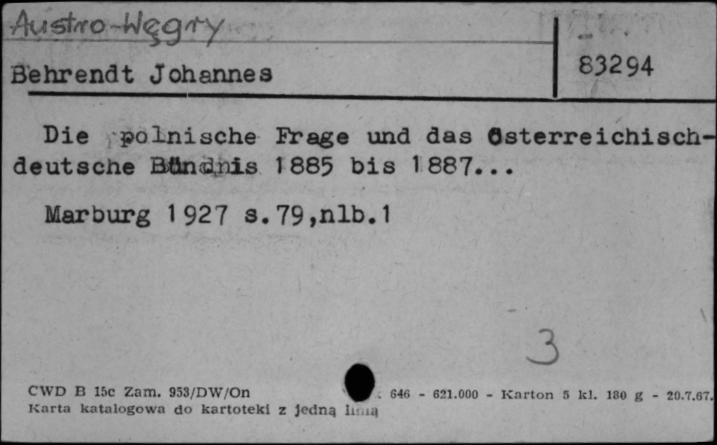 Austro-Węgry
Behrendt Johannes
83294
Die polnische Frage und das österreichisch-
deutsche Bündnis 1885 bis 1887...
Marburg 1927 s.79,nlb.1
3
CWD B 15c Zam. 953/DW/On 646 - 621.000 - Karton 5 kl. 180 g - 20.7.67.
Karta katalogowa do kartoteki z jedną linią